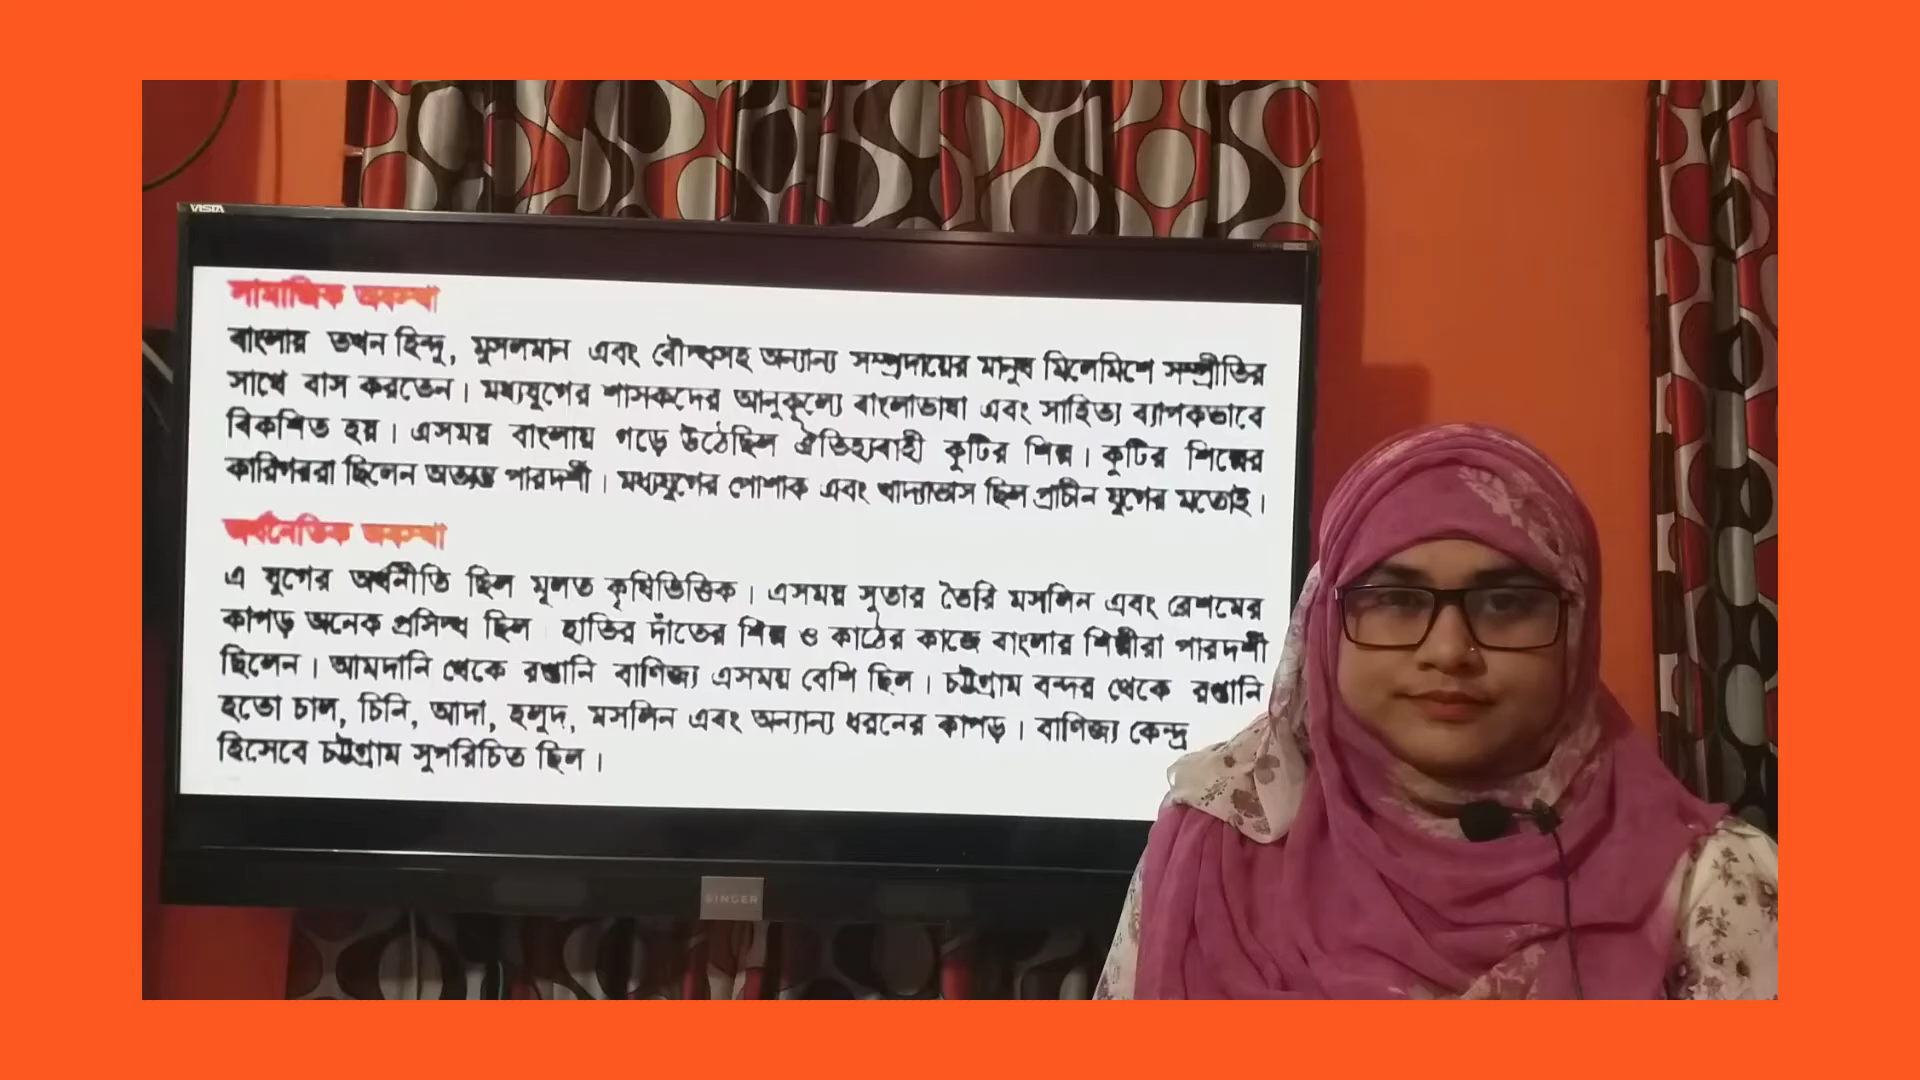 VISTA
সামাজিক অবস্থা
বাংলায় তখন হিন্দু, মুসলমান এবং বৌদ্ধসহ অন্যান্য সম্প্রদায়ের মানুষ মিলেমিশে সম্প্রীতির
সাথে বাস করতেন। মধ্যযুগের শাসকদের আনুকূল্যে বাংলাভাষা এবং সাহিত্য ব্যাপকভাবে
বিকশিত হয়। এসময় বাংলায় গড়ে উঠেছিল ঐতিহ্যবাহী কুটির শিল্প। কুটির শিল্পের
কারিগররা ছিলেন অত্যন্ত পারদর্শী। মধ্যযুগের পোশাক এবং খাদ্যাভাস ছিল প্রাচীন যুগের মতোই।
অর্থনৈতিক অবস্থা
এ যুগের অর্থনীতি ছিল মূলত কৃষিভিত্তিক। এসময় সুতার তৈরি মসলিন এবং রেশমের
কাপড় অনেক প্রসিদ্ধ ছিল হাতির দাঁতের শিল্প ও কাঠের কাজে বাংলার শিল্পীরা পারদর্শী
ছিলেন। আমদানি থেকে রপ্তানি বাণিজ্য এসময় বেশি ছিল। চট্টগ্রাম বন্দর থেকে রপ্তানি
হতো চাল, চিনি, আদা, হলুদ, মসলিন এবং অন্যান্য ধরনের কাপড়। বাণিজ্য কেন্দ্র
হিসেবে চট্টগ্রাম সুপরিচিত ছিল।
SINGER